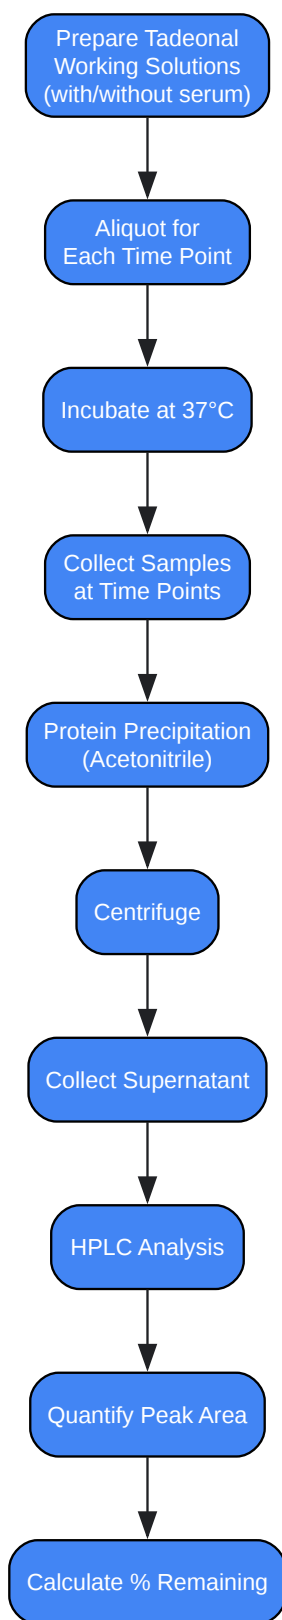 Prepare Tadeonal
Working Solutions
(with/without serum)
Aliquot for
Each Time Point
Incubate at 37°C
Collect Samples
at Time Points
Protein Precipitation
(Acetonitrile)
Centrifuge
Collect Supernatant
HPLC Analysis
Quantify Peak Area
Calculate % Remaining